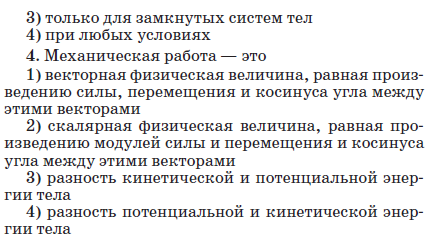 3) только для замкнутых систем тел
4) при любых условиях
4. Механическая работа — это
1) векторная физическая величина, равная произ-
ведению силы, перемещения и косинуса угла между
этими векторами
2) скалярная физическая величина, равная про-
изведению модулей силы и перемещения и косинуса
угла между этими векторами
3) разность кинетической и потенциальной энер-
гии тела
4) разность потенциальной и кинетической энер-
гии тела